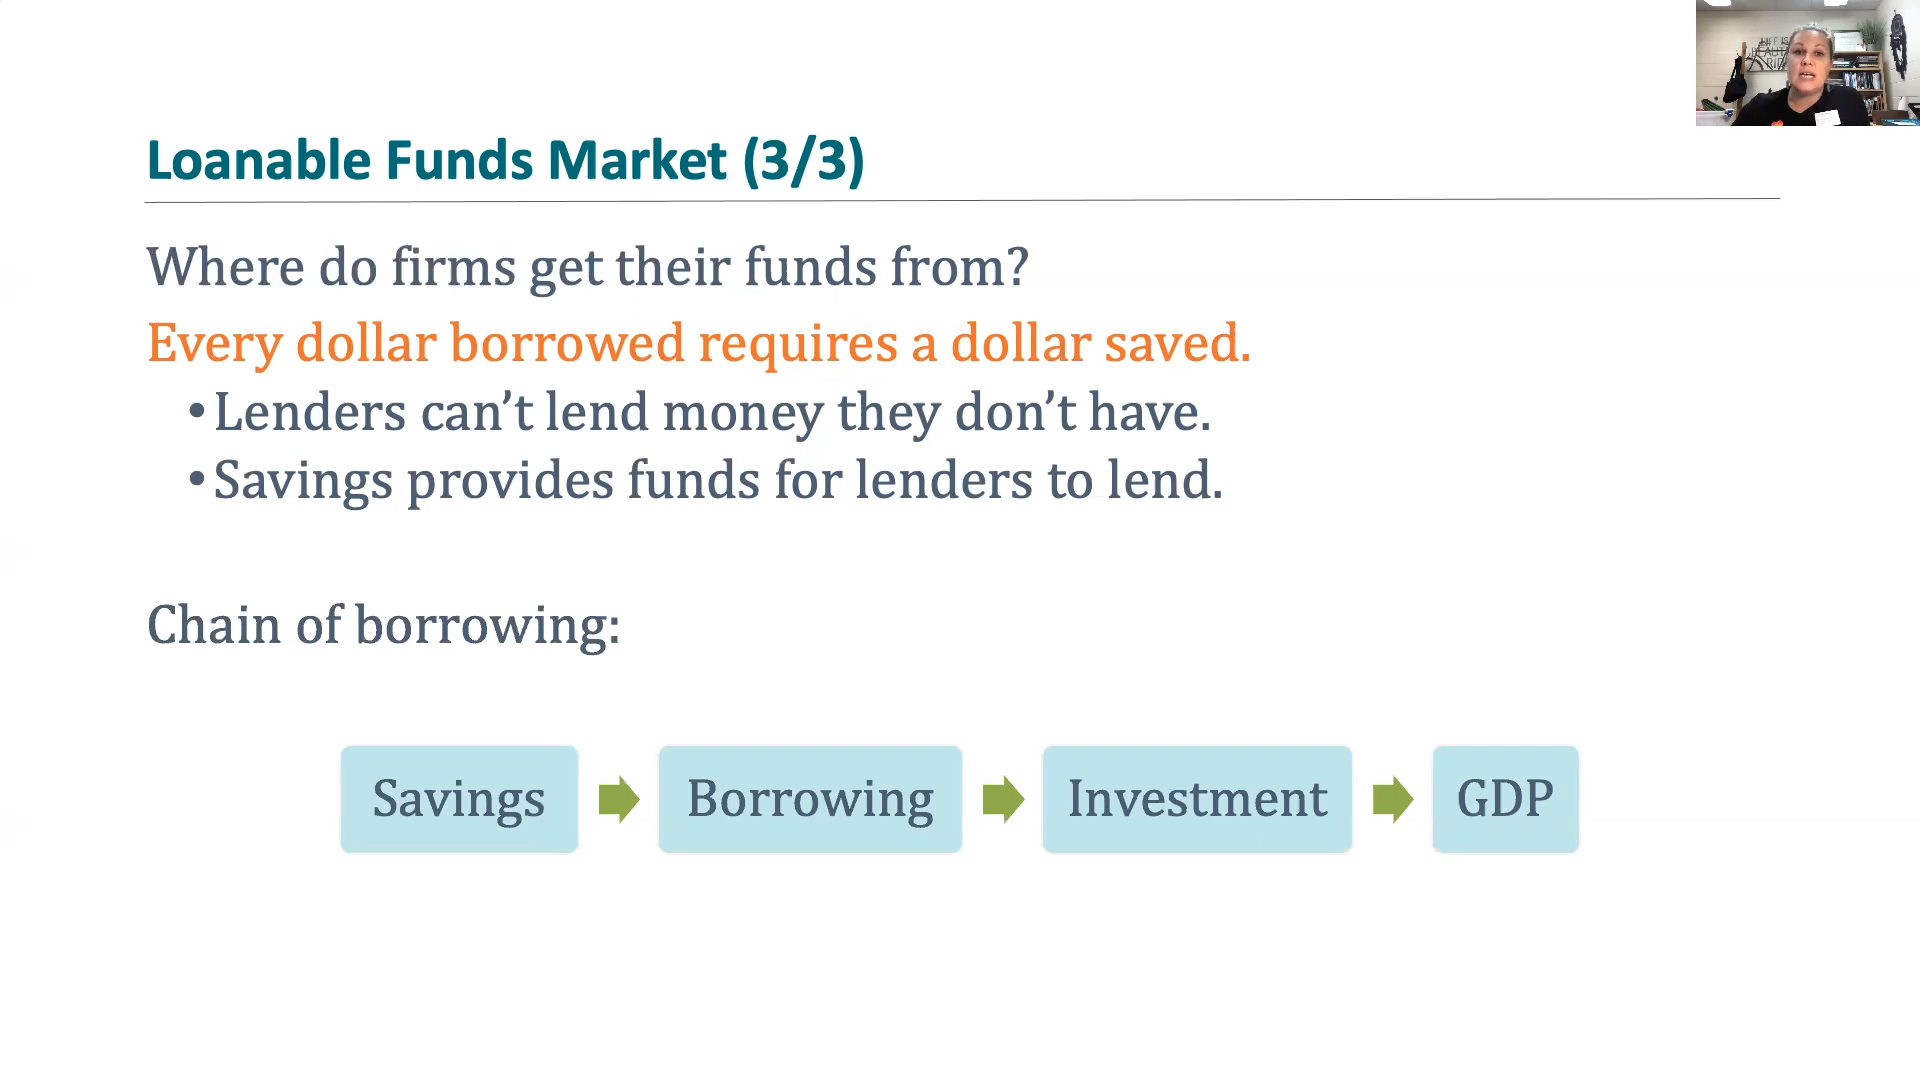 LIFE IS
Loanable Funds Market (3/3)
Where do firms get their funds from?
Every dollar borrowed requires a dollar saved.
•Lenders can’t lend money they don’t have.
•Savings provides funds for lenders to lend.
Chain of borrowing:
Savings
Borrowing
Investment
GDP